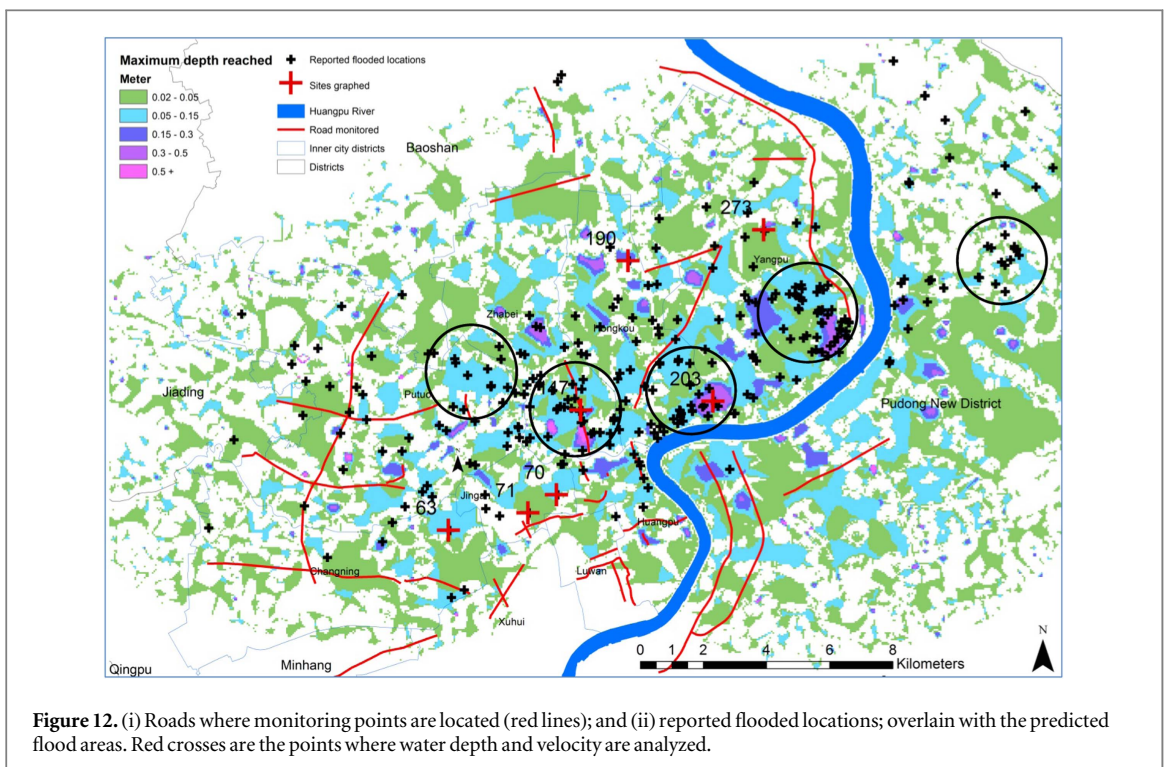 Maximum depth reached
Meter
0.02 - 0.05
0.05 - 0.15
0.15 - 0.3
0.3 - 0.5
0.5 +
Reported flooded locations
Sites graphed
Huangpu River
Road monitored
Inner city districts
Districts
Baoshan
273
190
Yangpu
Zhabei
Hongkou
203
Jiading
Putuo
Pudong New District
70
71
Jingan
63
Huangpu
Changning
Luwan
Xuhui
Qingpu
Minhang
N
0 1 2 4 6 8
Kilometers
N
Figure 12. (i) Roads where monitoring points are located (red lines); and (ii) reported flooded locations; overlain with the predicted
flood areas. Red crosses are the points where water depth and velocity are analyzed.